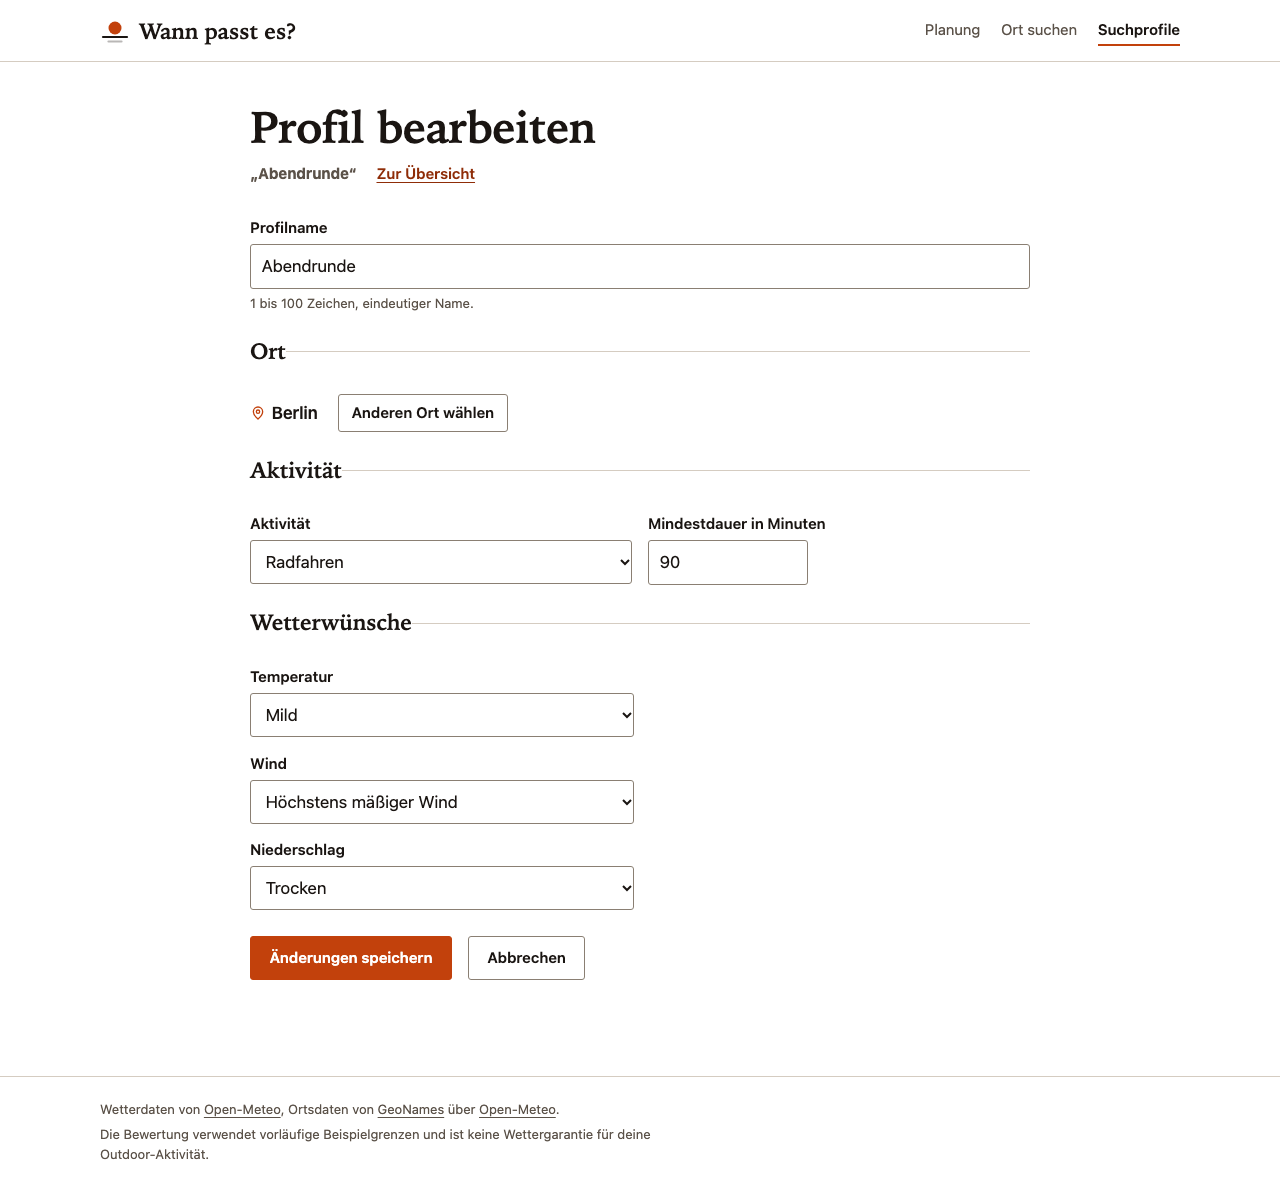 Wann passt es?
Planung
Ort suchen
Suchprofile
Profil bearbeiten
„Abendrunde“ Zur Übersicht
Profilname
Abendrunde
1 bis 100 Zeichen, eindeutiger Name.
Ort
Berlin
Anderen Ort wählen
Aktivität
Aktivität
Mindestdauer in Minuten
Radfahren
90
Wetterwünsche
Temperatur
Mild
Wind
Höchstens mäßiger Wind
Niederschlag
Trocken
Änderungen speichern
Abbrechen
Wetterdaten von Open-Meteo, Ortsdaten von GeoNames über Open-Meteo.
Die Bewertung verwendet vorläufige Beispielgrenzen und ist keine Wettergarantie für deine
Outdoor-Aktivität.